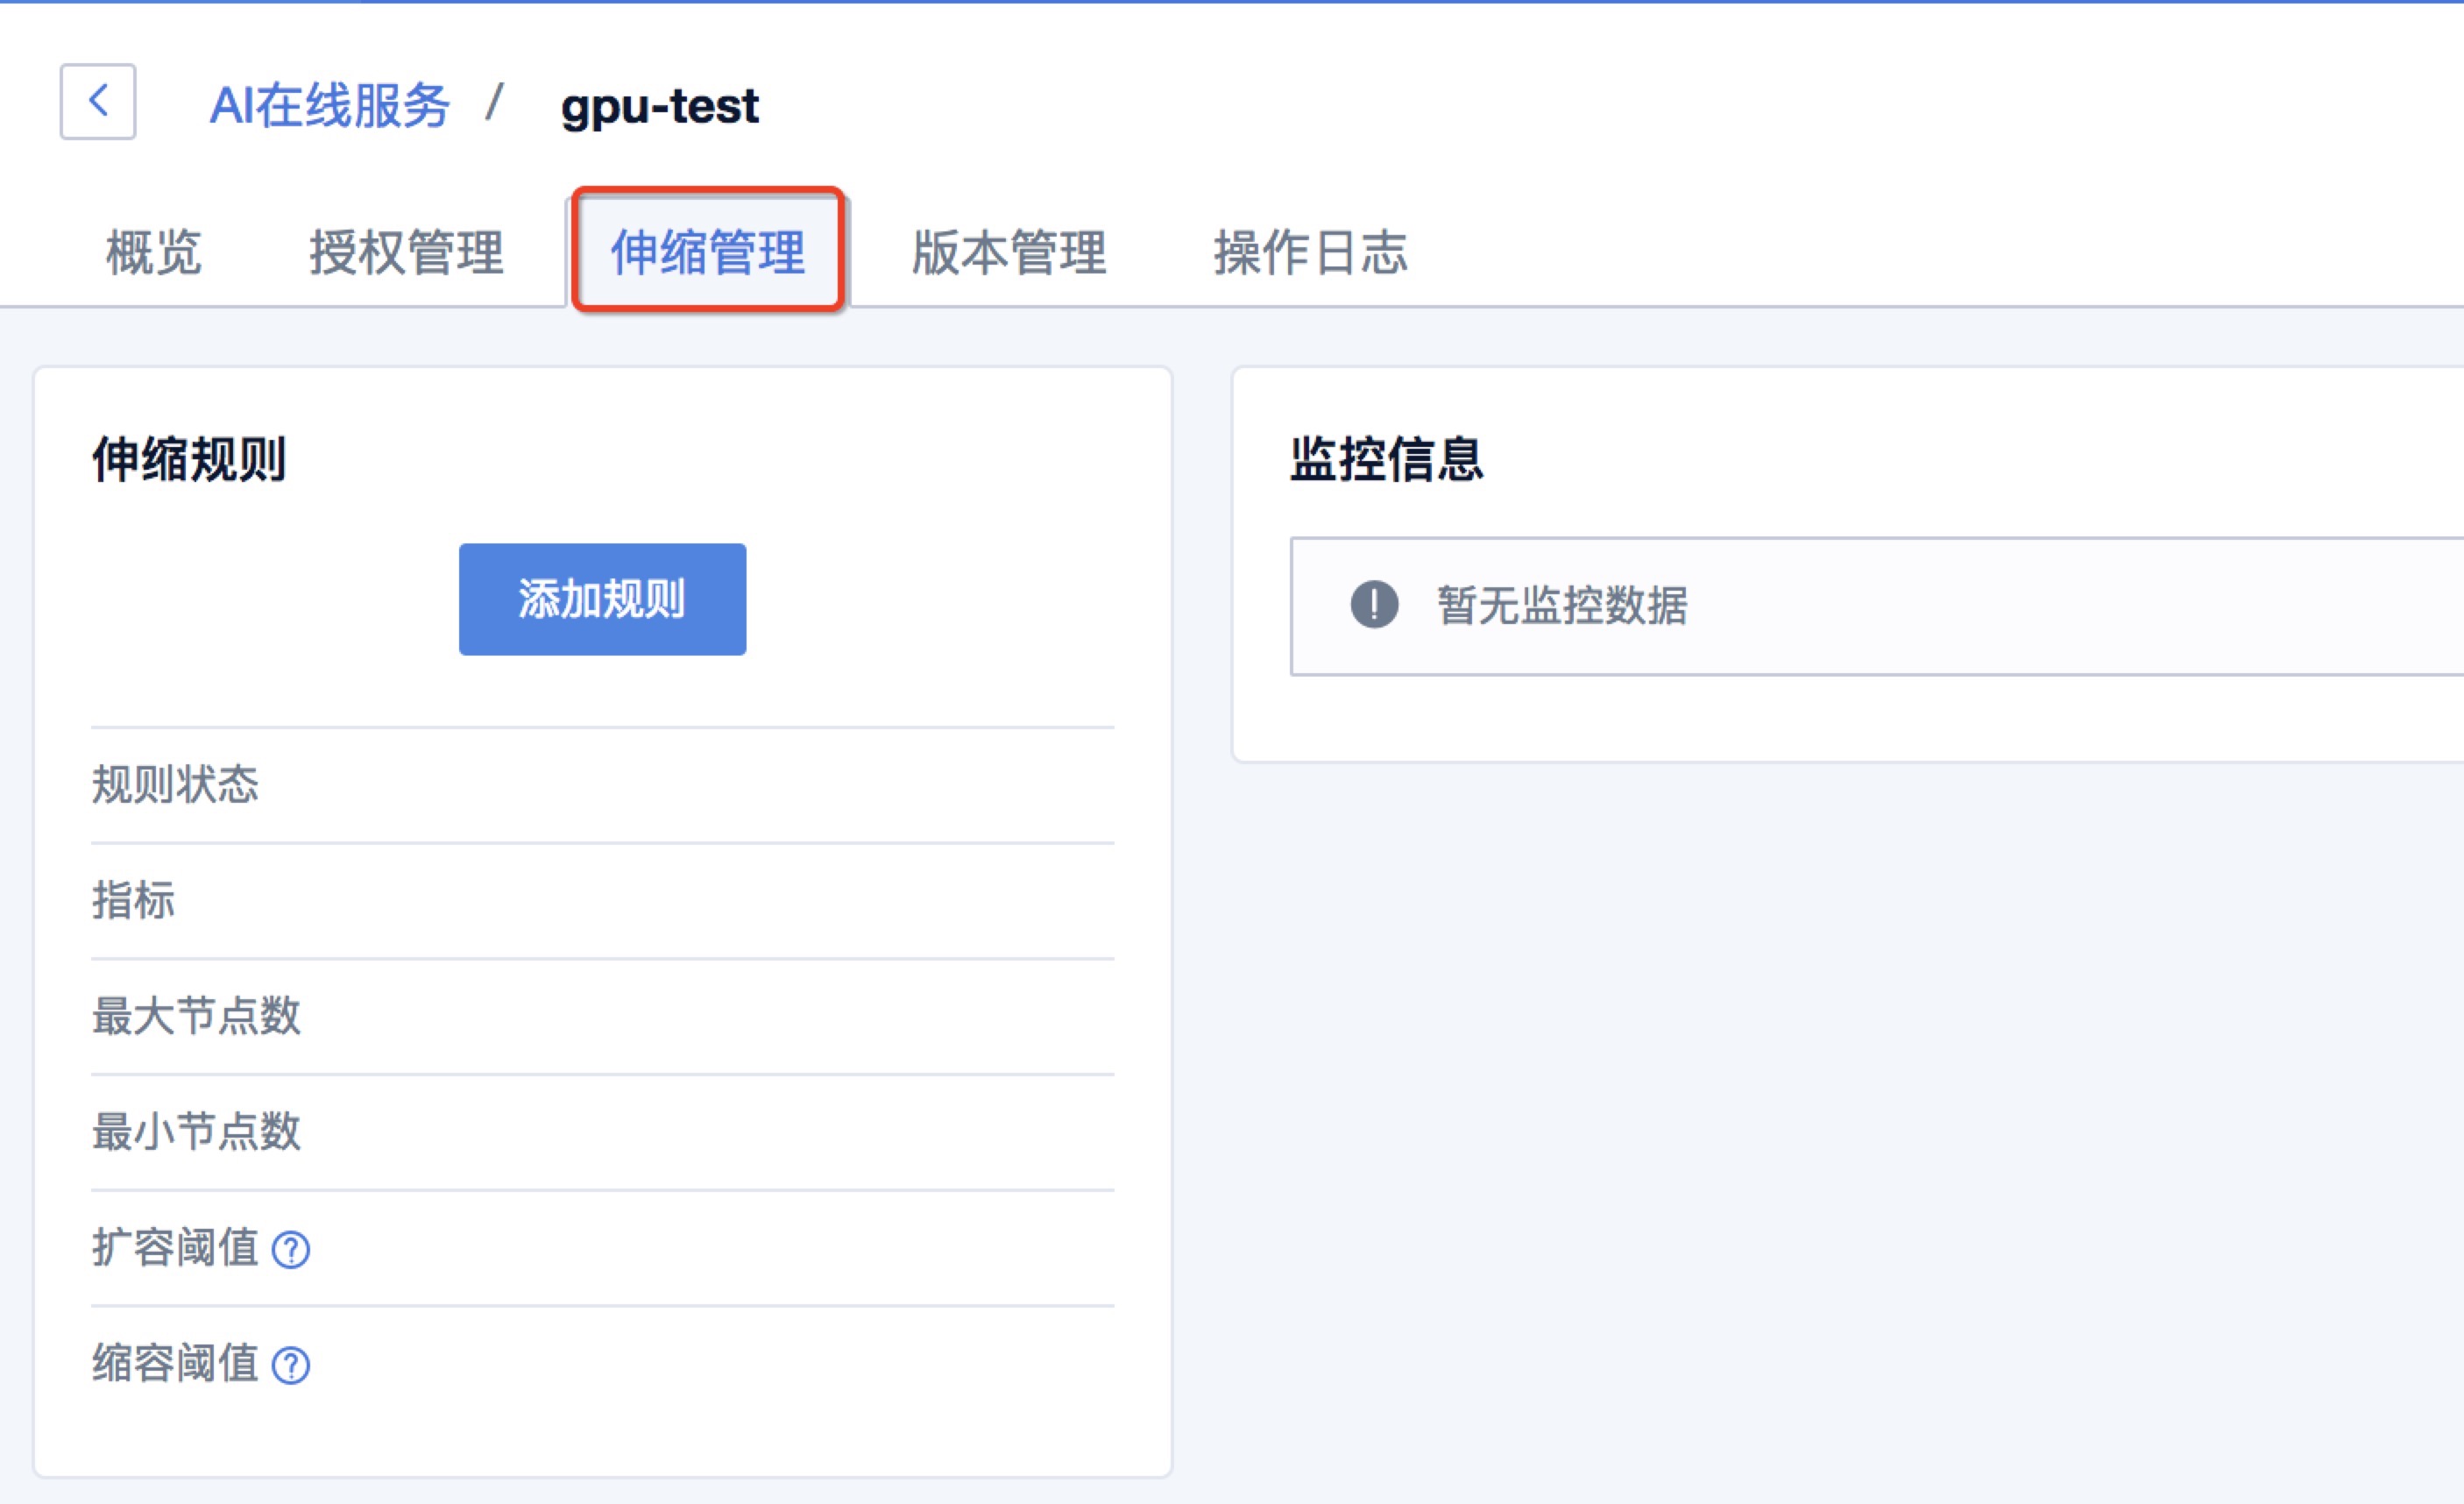 AI在线服务 / gpu-test
概览 授权管理 伸缩管理 版本管理 操作日志
伸缩规则
添加规则
规则状态
指标
最大节点数
最小节点数
扩容阈值
缩容阈值
监控信息
暂无监控数据